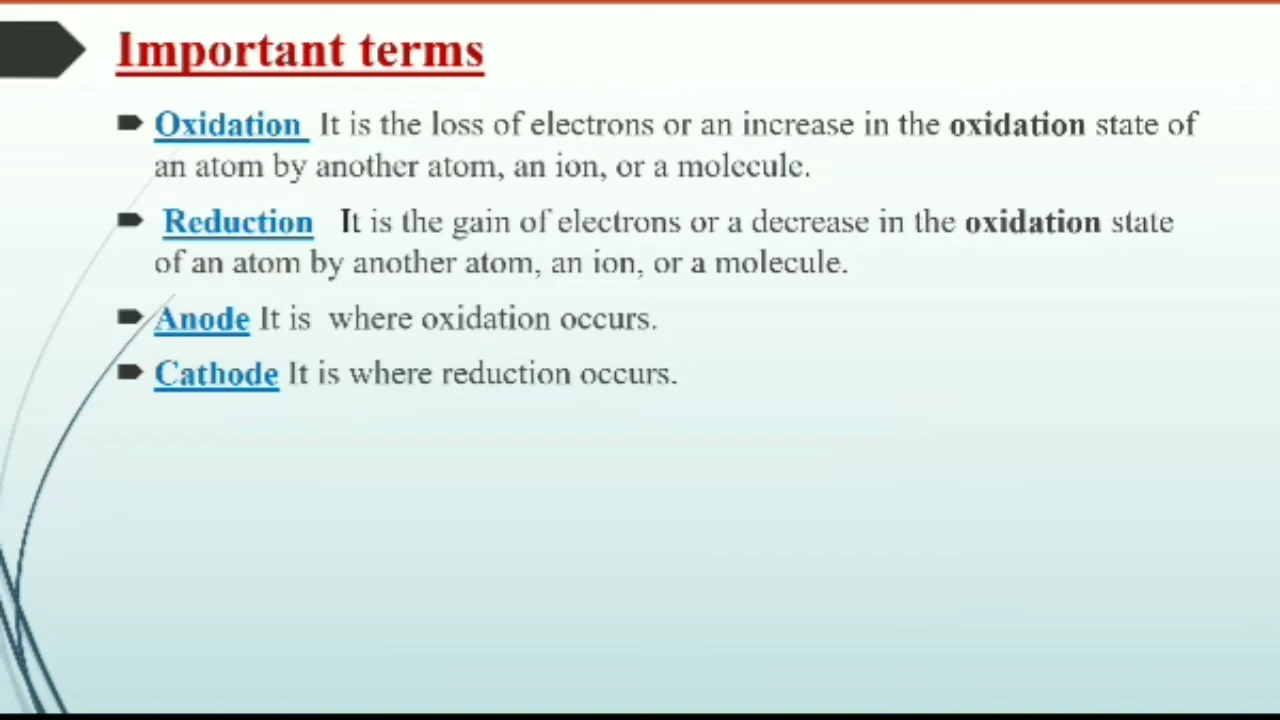 Important terms
Oxidation It is the loss of electrons or an increase in the oxidation state of
an atom by another atom, an ion, or a molecule.
Reduction It is the gain of electrons or a decrease in the oxidation state
of an atom by another atom, an ion, or a molecule.
Anode It is where oxidation occurs.
Cathode It is where reduction occurs.